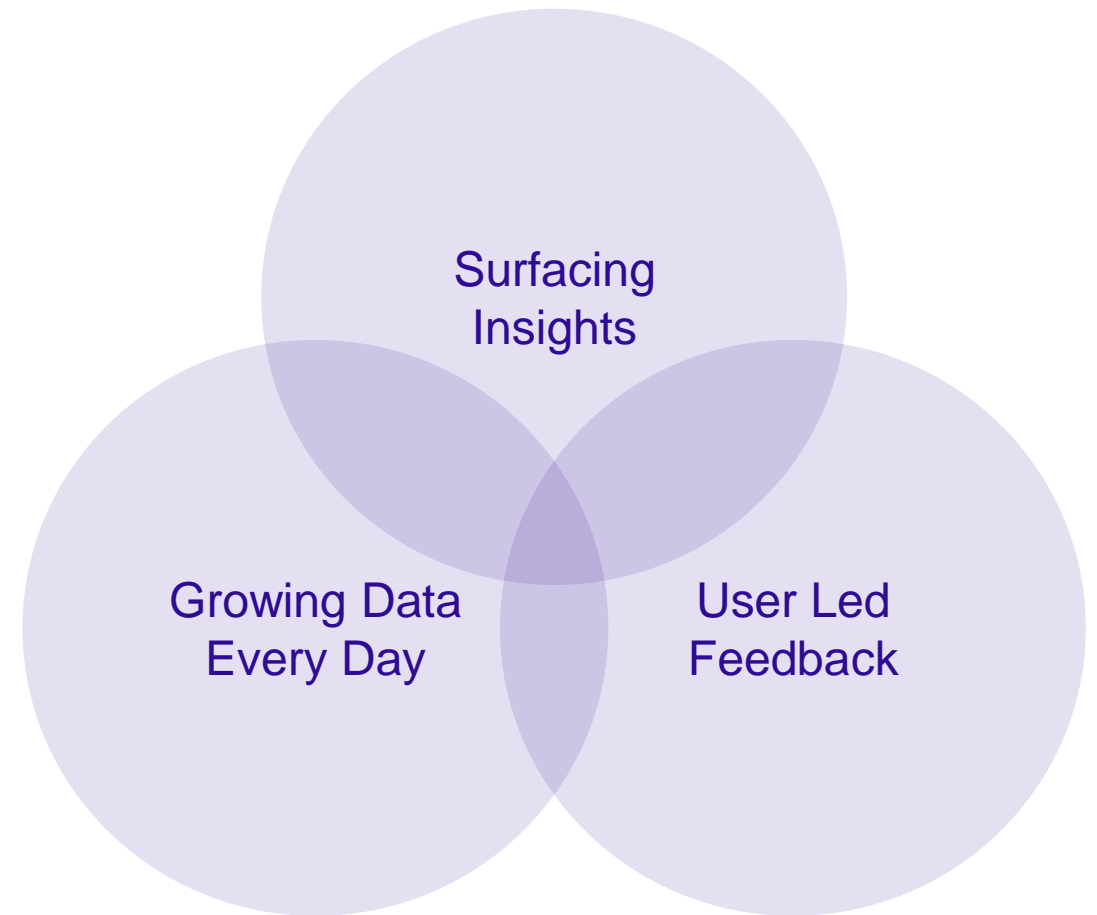 Surfacing
Insights
Growing Data
Every Day
User Led
Feedback